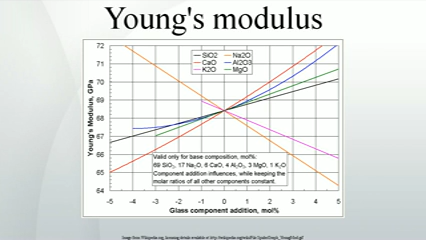 Young's modulus
72
71
70
69
68
67
66
65
64
Young's Modulus, GPa
SiO2 Na2O
CaO Al2O3
K2O MgO
Valid only for base composition, mol%:
69 SiO2, 17 Na2O, 6 CaO, 4 Al2O3, 3 MgO, 1 K2O
Component addition influences, while keeping the
molar ratios of all other components constant.
-5 -4 -3 -2 -1 0 1 2 3 4 5
Glass component addition, mol%